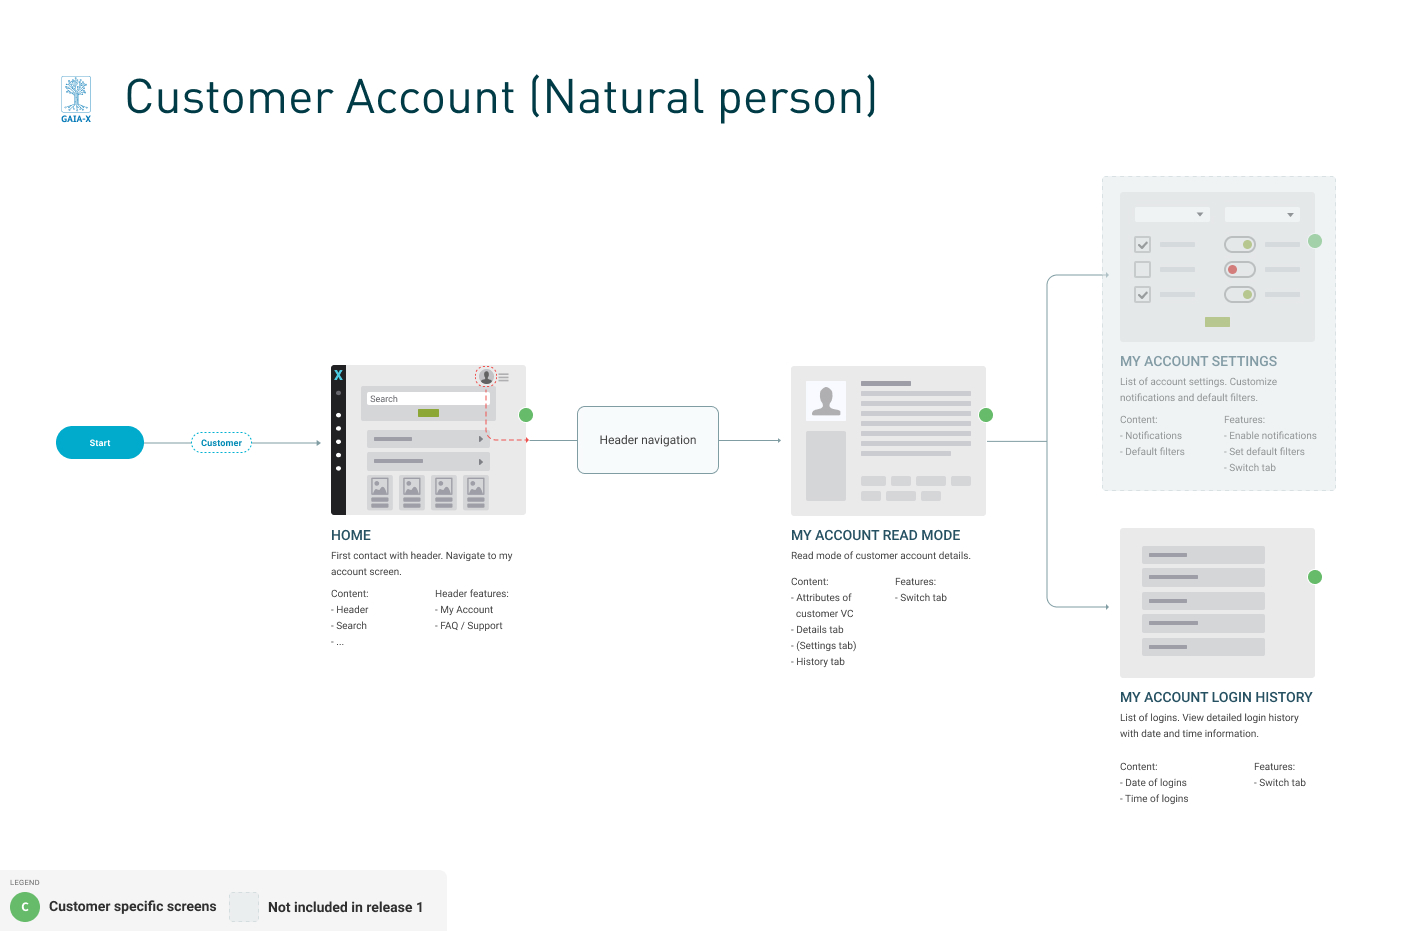 GAIA-X
Customer Account (Natural person)
Start
Customer
X
Search
HOME
First contact with header. Navigate to my
account screen.
Content:
- Header
- Search
- ...
Header features:
- My Account
- FAQ / Support
Header navigation
MY ACCOUNT READ MODE
Read mode of customer account details.
Content:
- Attributes of
customer VC
- Details tab
- (Settings tab)
- History tab
Features:
- Switch tab
MY ACCOUNT SETTINGS
List of account settings. Customize
notifications and default filters.
Content:
- Notifications
- Default filters
Features:
- Enable notifications
- Set default filters
- Switch tab
MY ACCOUNT LOGIN HISTORY
List of logins. View detailed login history
with date and time information.
Content:
- Date of logins
- Time of logins
Features:
- Switch tab
LEGEND
C
Customer specific screens
Not included in release 1